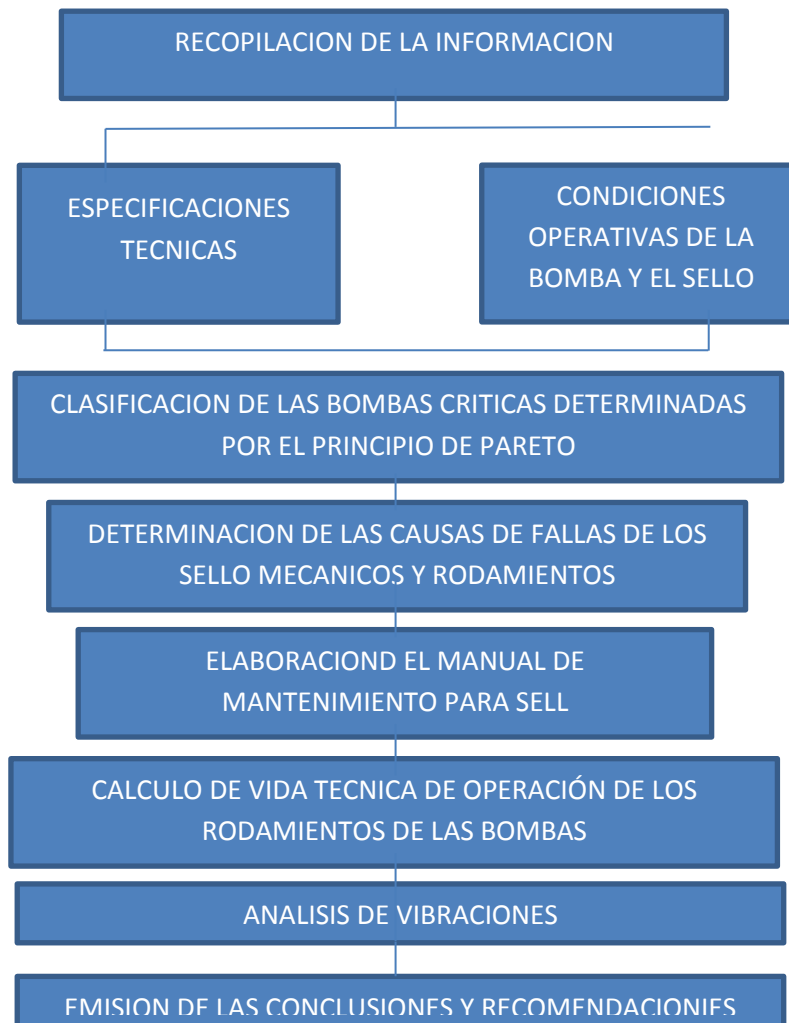 RECOPILACION DE LA INFORMACION
ESPECIFICACIONES
TECNICAS
CONDICIONES
OPERATIVAS DE LA
BOMBA Y EL SELLO
CLASIFICACION DE LAS BOMBAS CRITICAS DETERMINADAS
POR EL PRINCIPIO DE PARETO
DETERMINACION DE LAS CAUSAS DE FALLAS DE LOS
SELLO MECANICOS Y RODAMIENTOS
ELABORACIOND EL MANUAL DE
MANTENIMIENTO PARA SELL
CALCULO DE VIDA TECNICA DE OPERACIÓN DE LOS
RODAMIENTOS DE LAS BOMBAS
ANALISIS DE VIBRACIONES
EMISION DE LAS CONCLUSIONES Y RECOMENDACIONIES